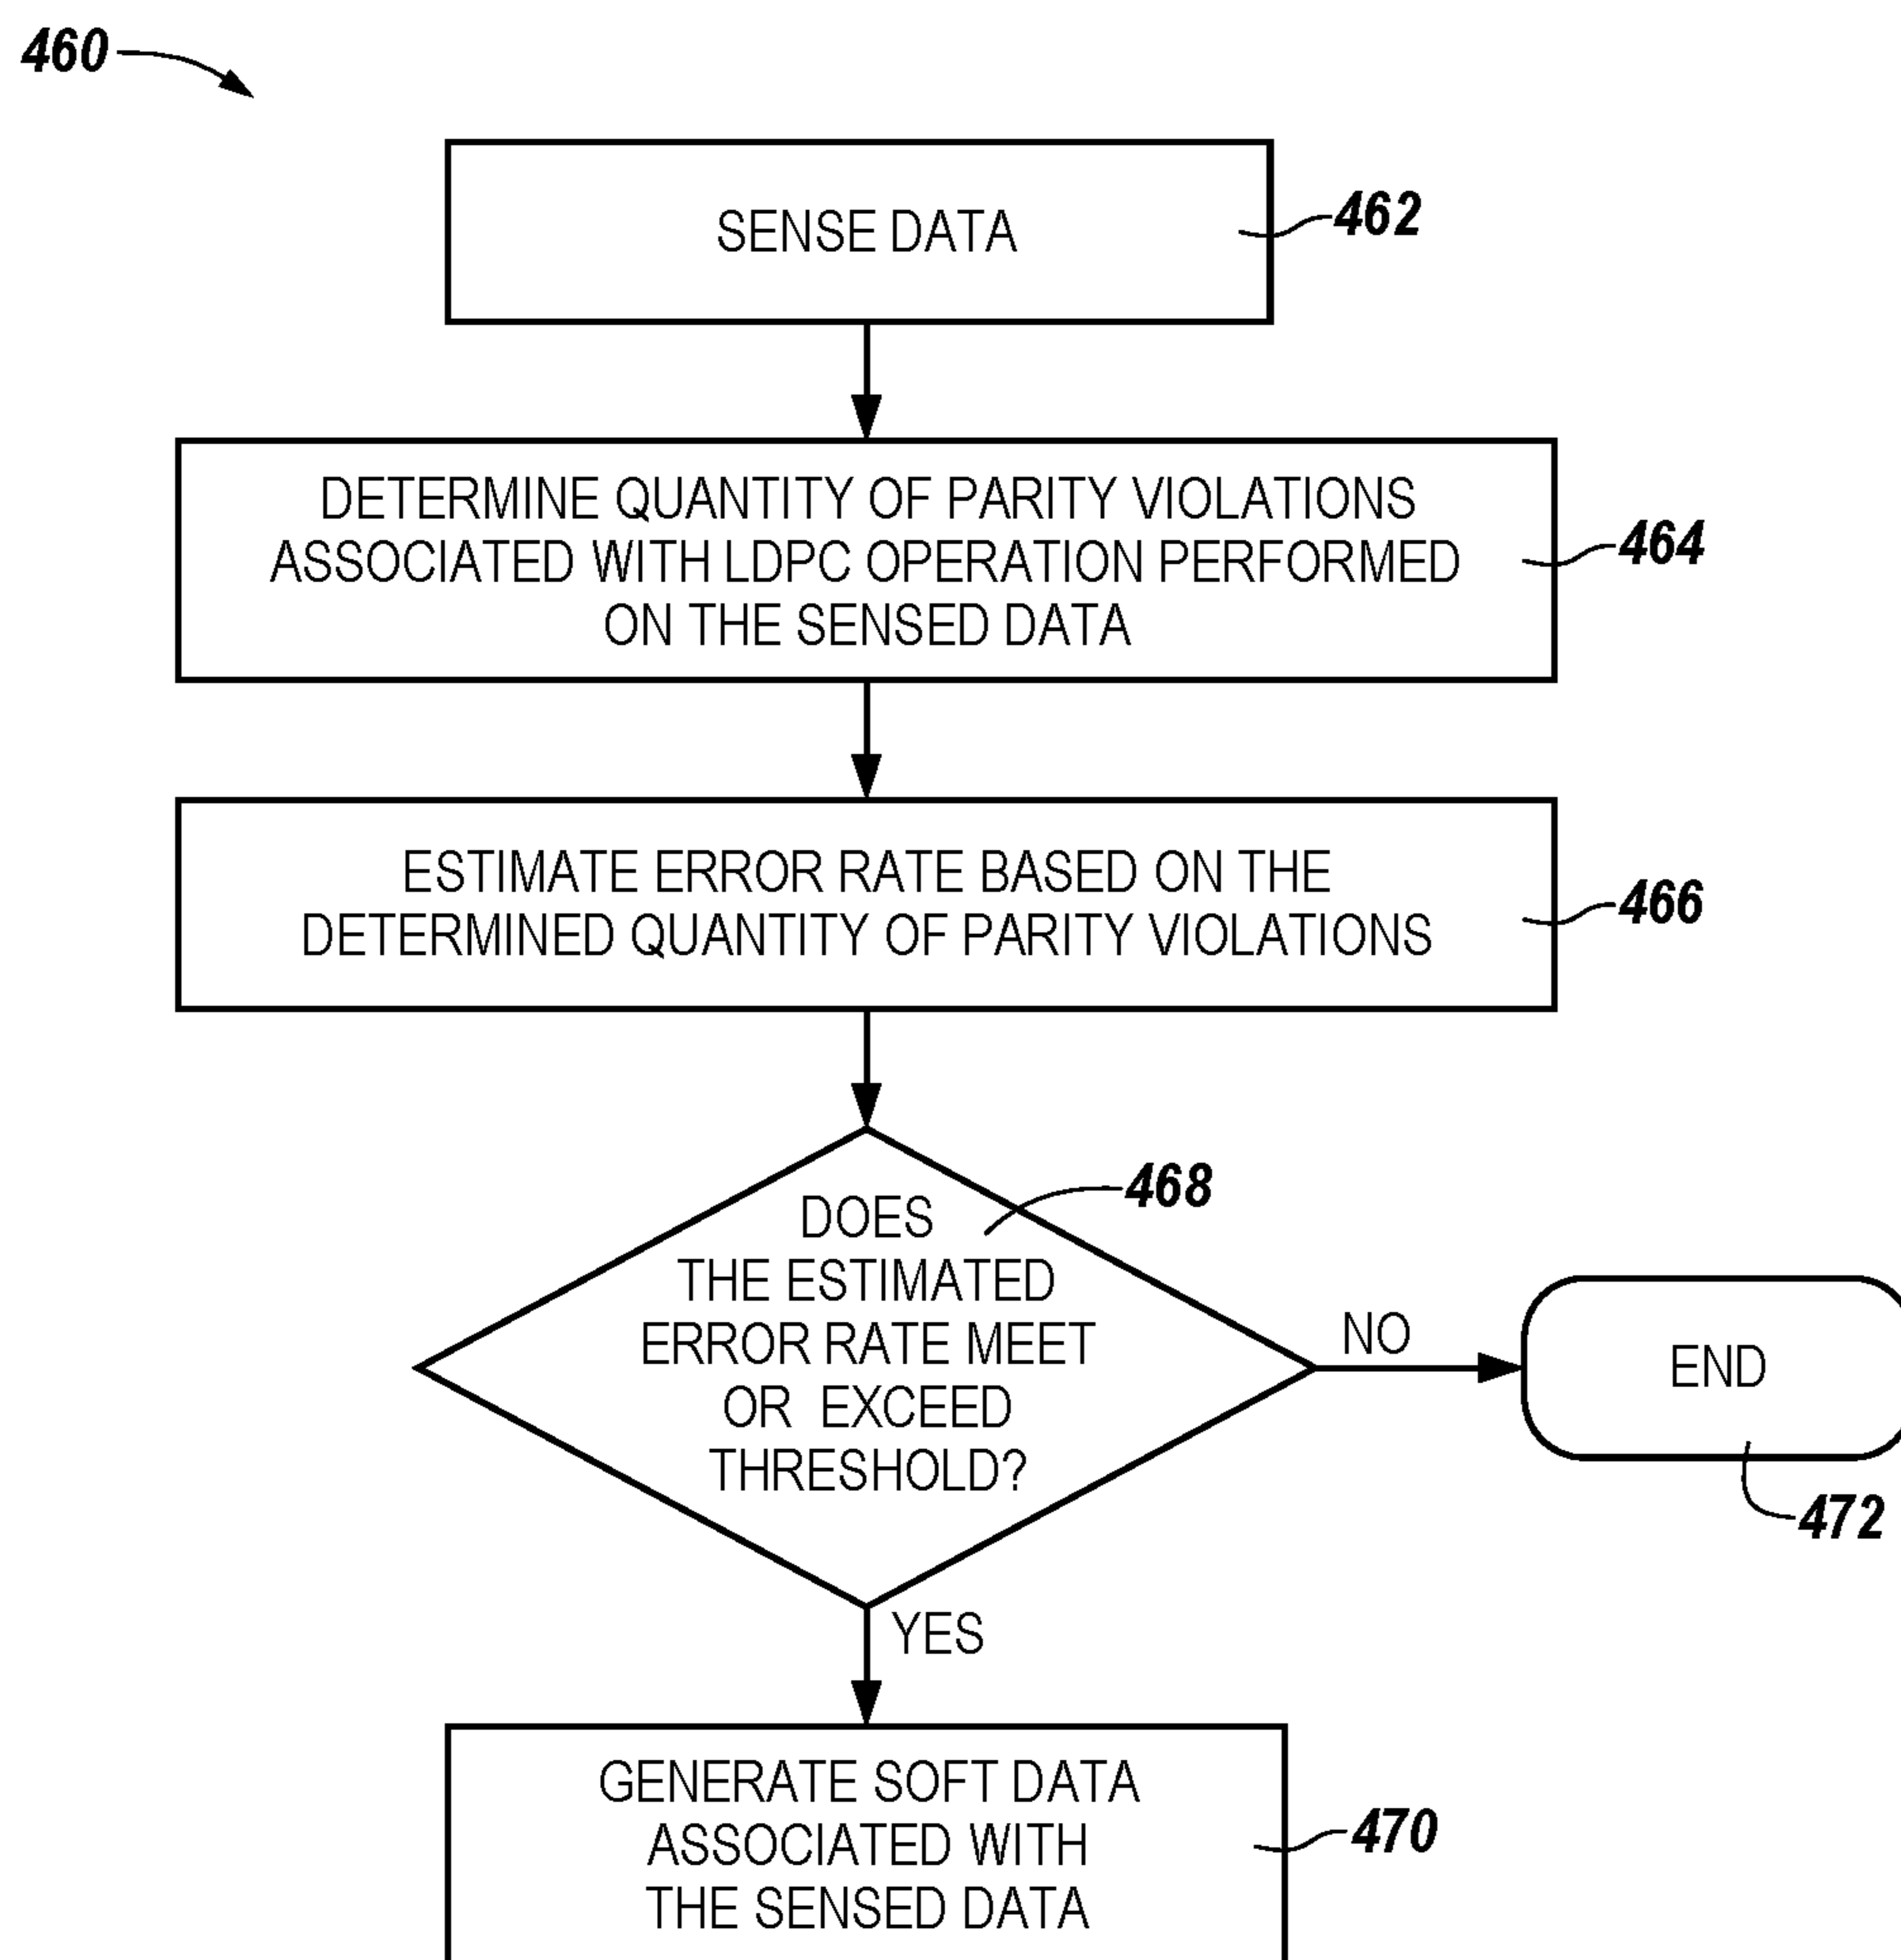 460
SENSE DATA
462
DETERMINE QUANTITY OF PARITY VIOLATIONS
ASSOCIATED WITH LDPC OPERATION PERFORMED
ON THE SENSED DATA
464
ESTIMATE ERROR RATE BASED ON THE
DETERMINED QUANTITY OF PARITY VIOLATIONS
466
468
DOES
THE ESTIMATED
ERROR RATE MEET
OR EXCEED
THRESHOLD?
NO
END
472
YES
GENERATE SOFT DATA
ASSOCIATED WITH
THE SENSED DATA
470